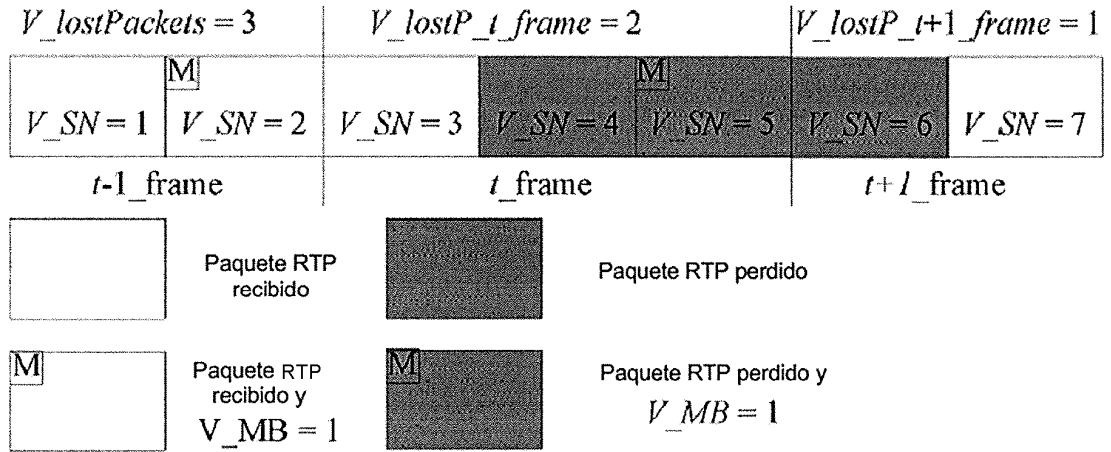 V_lostPackets = 3 V_lostP_t_frame = 2 V_lostP_t+1_frame = 1
M M
V_SN = 1 V_SN = 2 V_SN = 3 V_SN = 4 V_SN = 5 V_SN = 6 V_SN = 7
t-1_frame t_frame t+1_frame
Paquete RTP
recibido
Paquete RTP perdido
M
Paquete RTP
recibido y
V_MB = 1
M
Paquete RTP perdido y
V_MB = 1